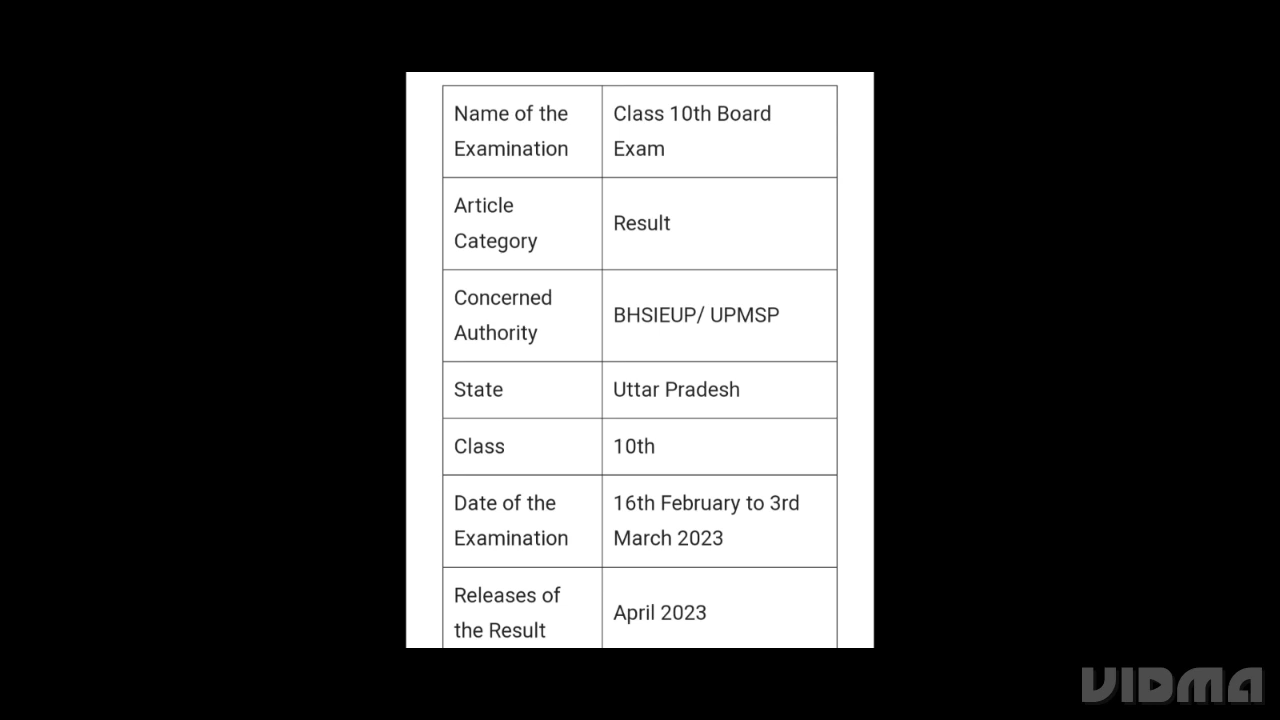 Name of the
Examination
Class 10th Board
Exam
Article
Category
Result
Concerned
Authority
BHSIEUP/ UPMSP
State
Uttar Pradesh
Class
10th
Date of the
Examination
16th February to 3rd
March 2023
Releases of
the Result
April 2023
VIDMA